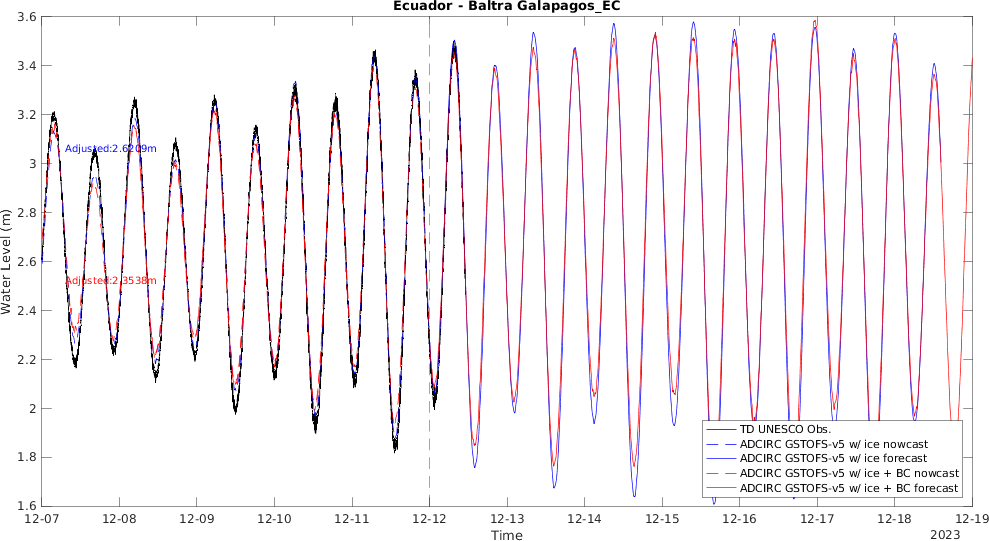 Ecuador - Baltra Galapagos_EC
3.6
3.4
3.2
3
2.8
2.6
2.4
2.2
2
1.8
1.6
Water Level (m)
Adjusted:2.6209m
Adjusted:2.3538m
TD UNESCO Obs.
ADCIRC GSTOFS-v5 w/ ice nowcast
ADCIRC GSTOFS-v5 w/ ice forecast
ADCIRC GSTOFS-v5 w/ ice + BC nowcast
ADCIRC GSTOFS-v5 w/ ice + BC forecast
12-07 12-08 12-09 12-10 12-11 12-12 12-13 12-14 12-15 12-16 12-17 12-18 12-19
Time
2023